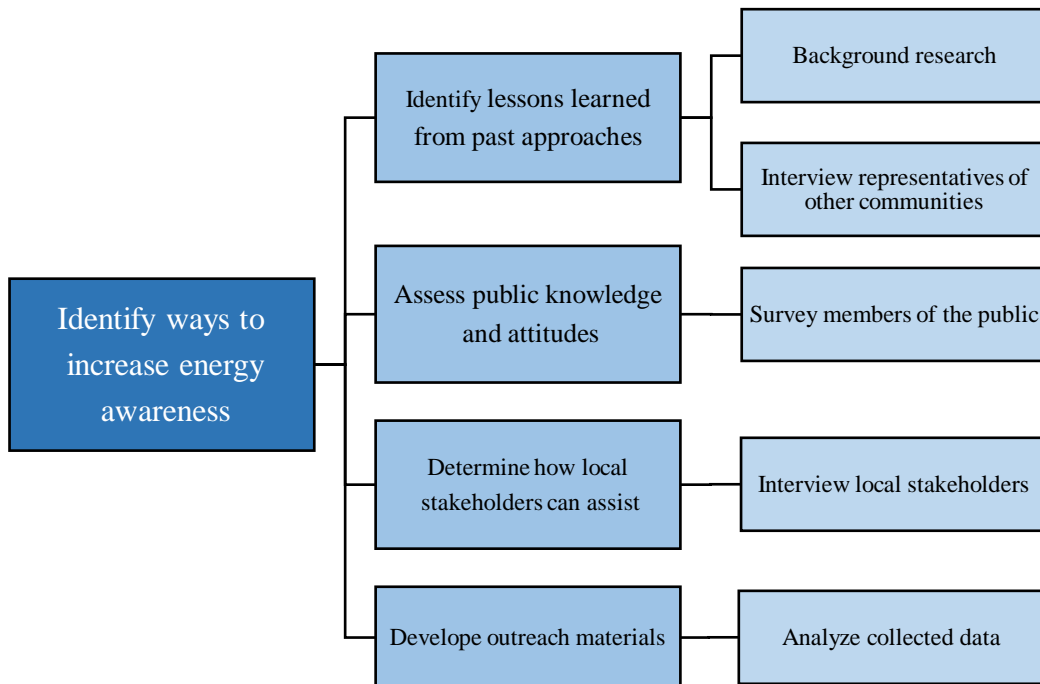 Identify ways to
increase energy
awareness
Identify lessons learned
from past approaches
Background research
Interview representatives of
other communities
Assess public knowledge
and attitudes
Survey members of the public
Determine how local
stakeholders can assist
Interview local stakeholders
Develope outreach materials
Analyze collected data